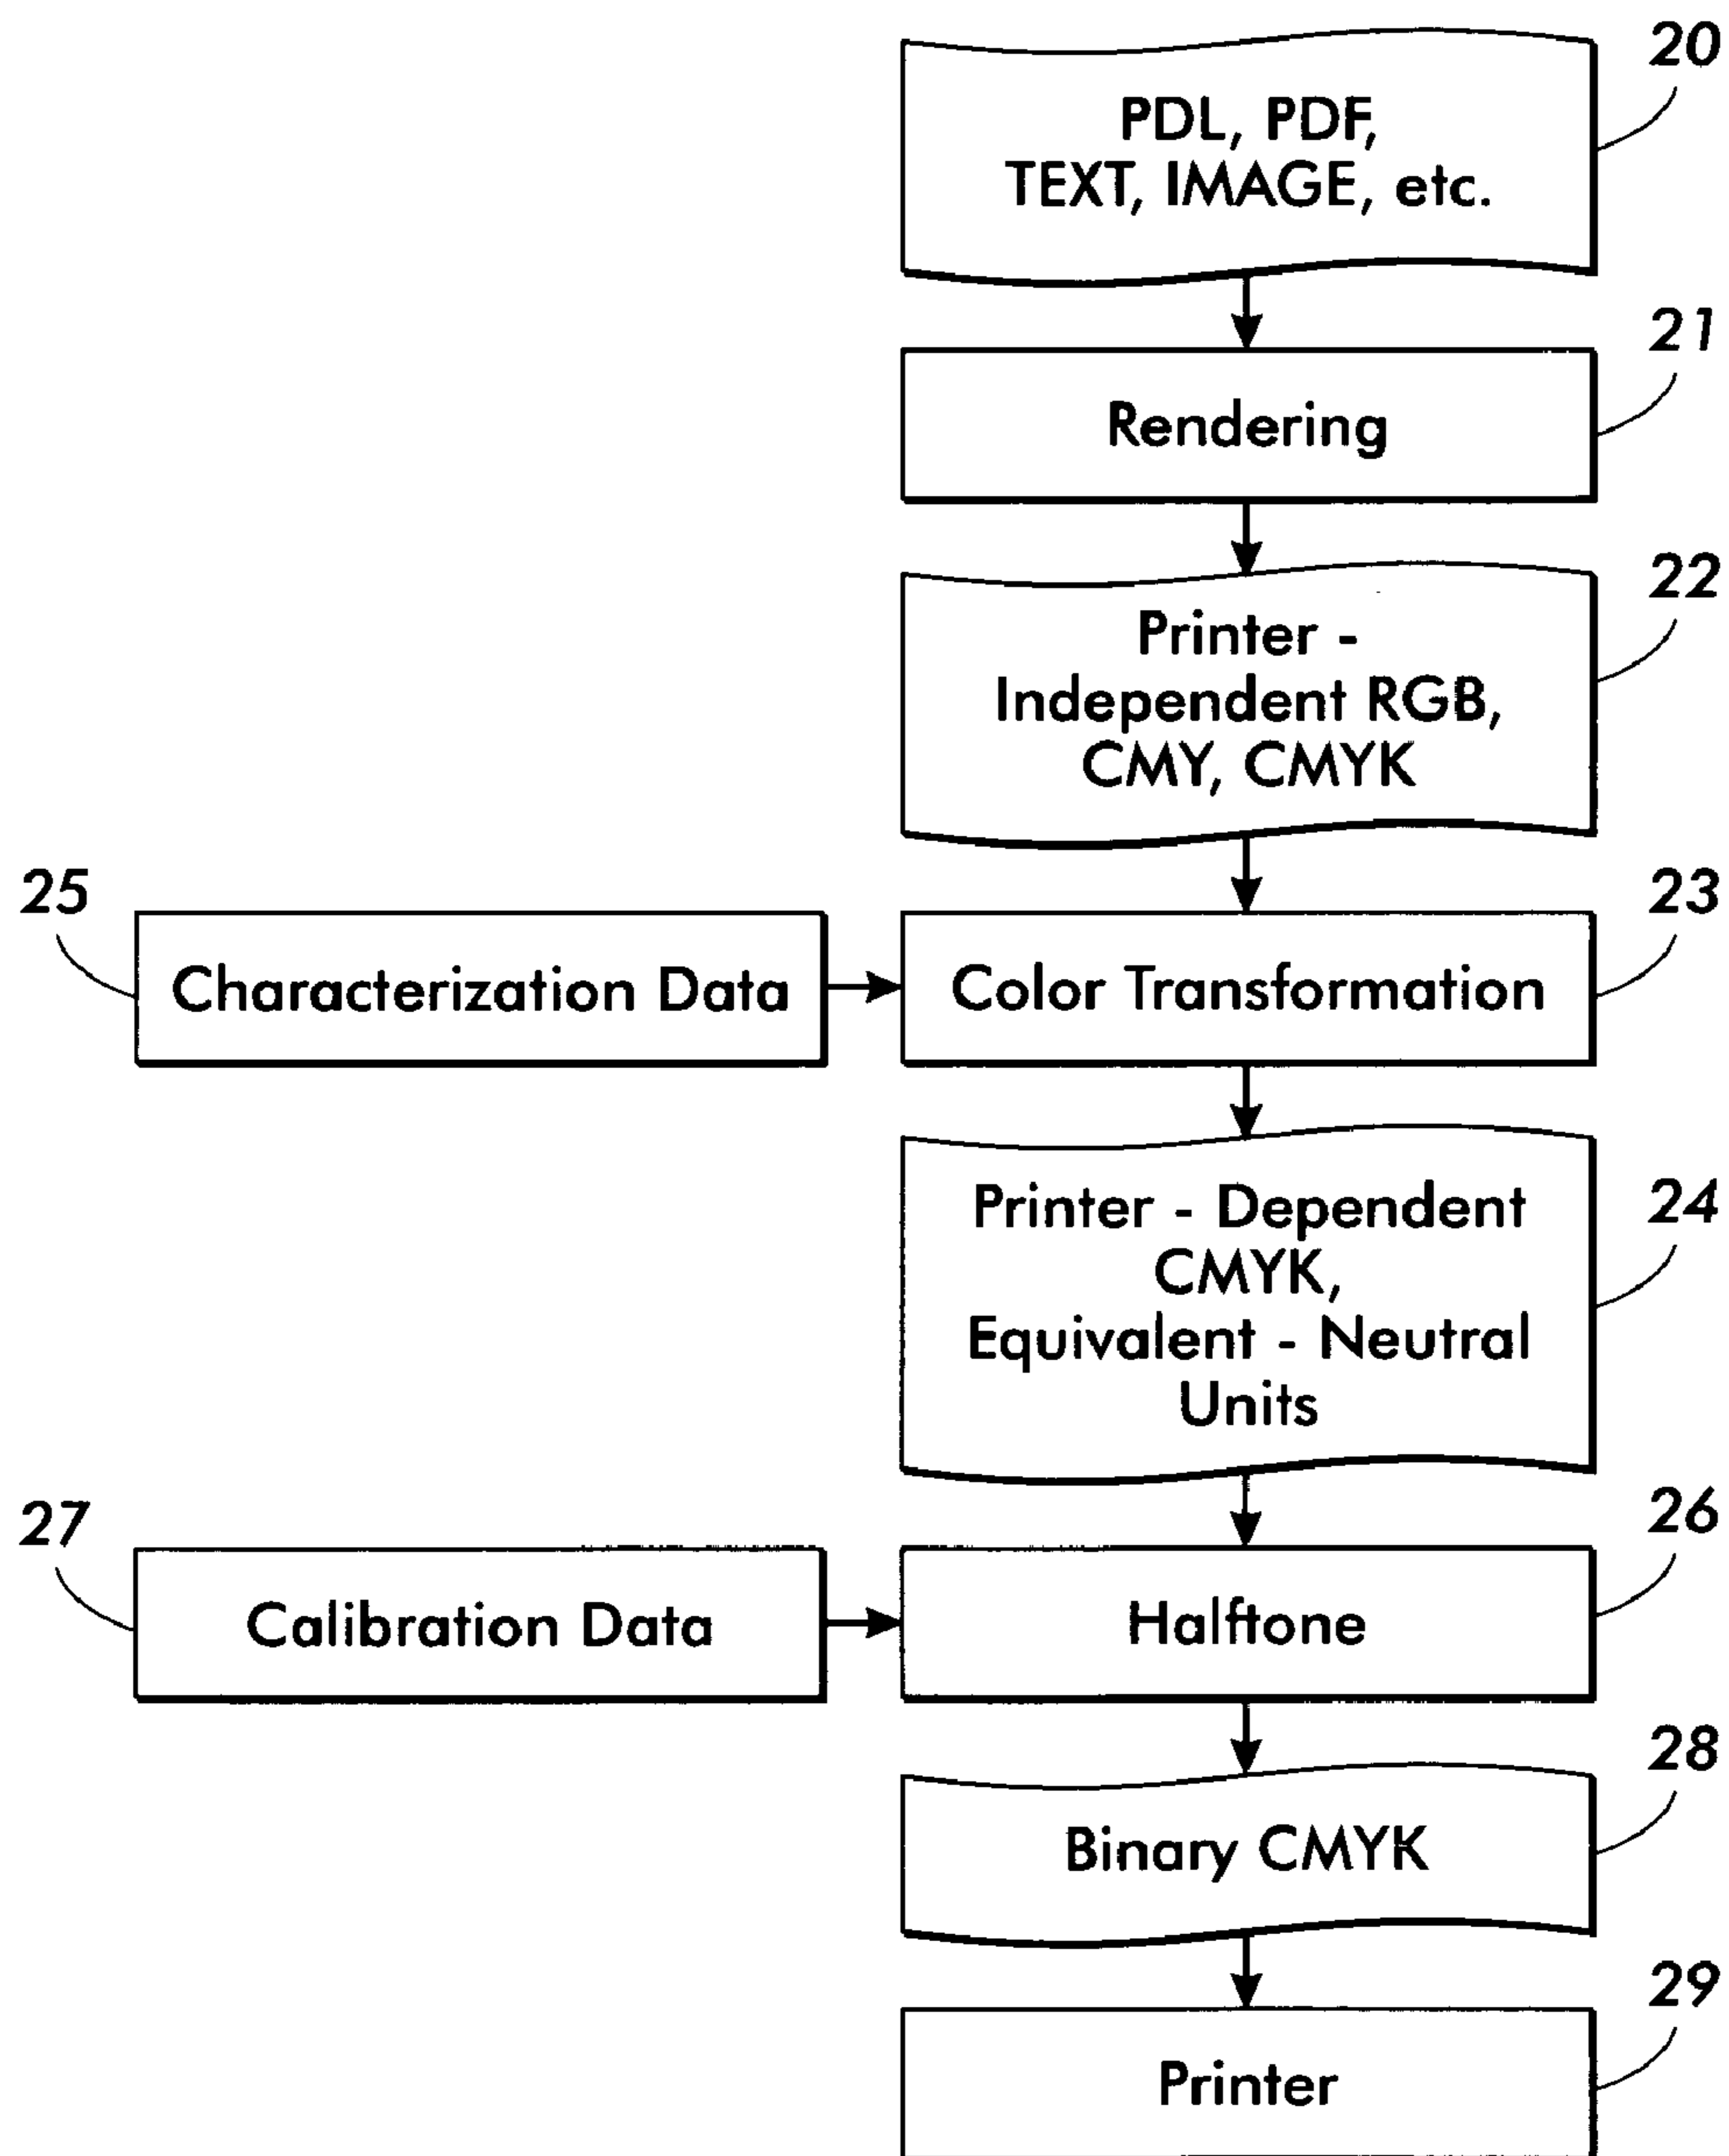 20
PDL, PDF,
TEXT, IMAGE, etc.
21
Rendering
22
Printer -
Independent RGB,
CMY, CMYK
25
23
Characterization Data
Color Transformation
24
Printer - Dependent
CMYK,
Equivalent - Neutral
Units
27
26
Calibration Data
Halftone
28
Binary CMYK
29
Printer